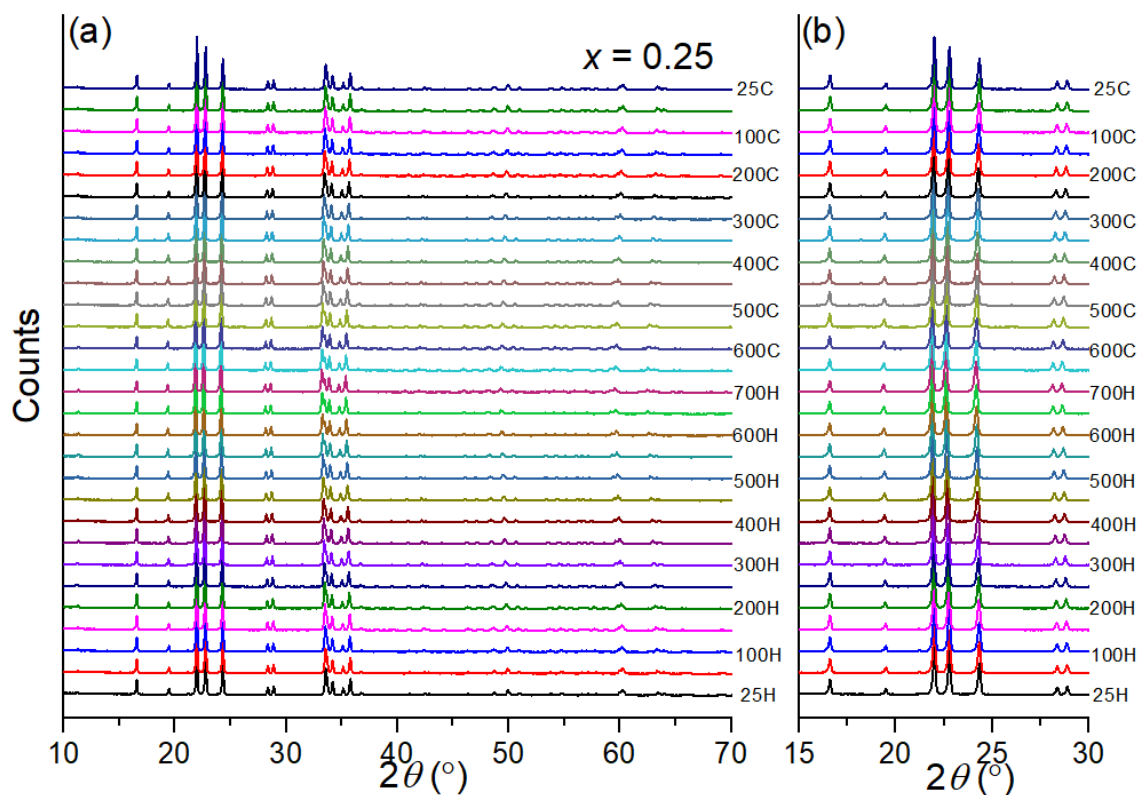 (a)
x = 0.25
25C
100C
200C
300C
400C
500C
600C
700H
600H
500H
400H
300H
200H
100H
25H
Counts
10 20 30 40 50 60 70
2θ (°)
(b)
25C
100C
200C
300C
400C
500C
600C
700H
600H
500H
400H
300H
200H
100H
25H
15 20 25 30
2θ (°)